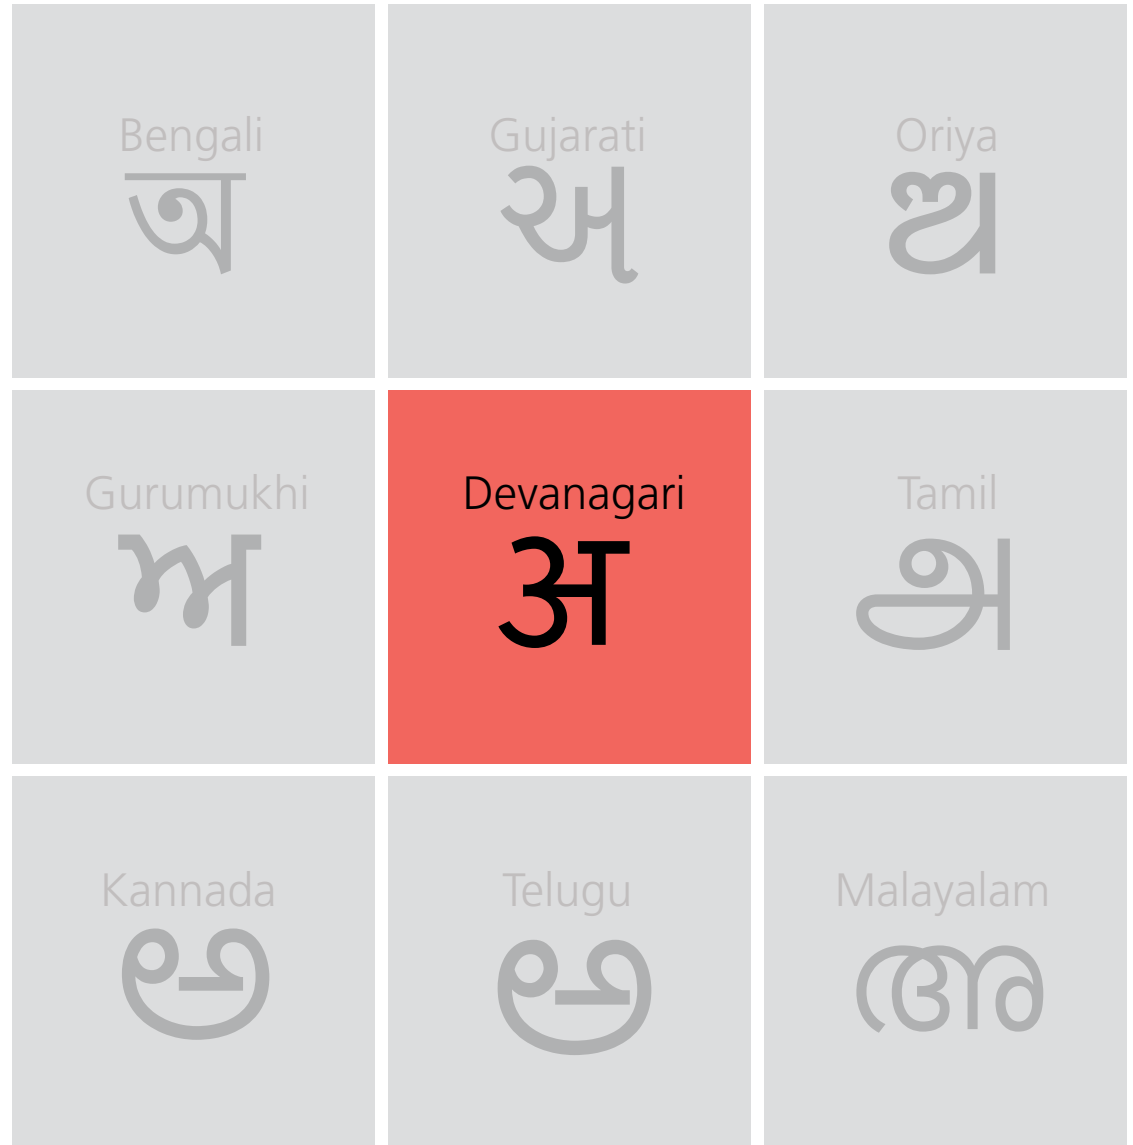 Bengali
অ
Gujarati
અ
Oriya
ଅ
Gurumukhi
ਅ
Devanagari
अ
Tamil
அ
Kannada
ಅ
Telugu
అ
Malayalam
അ